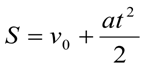 S = v₀ + at²/2